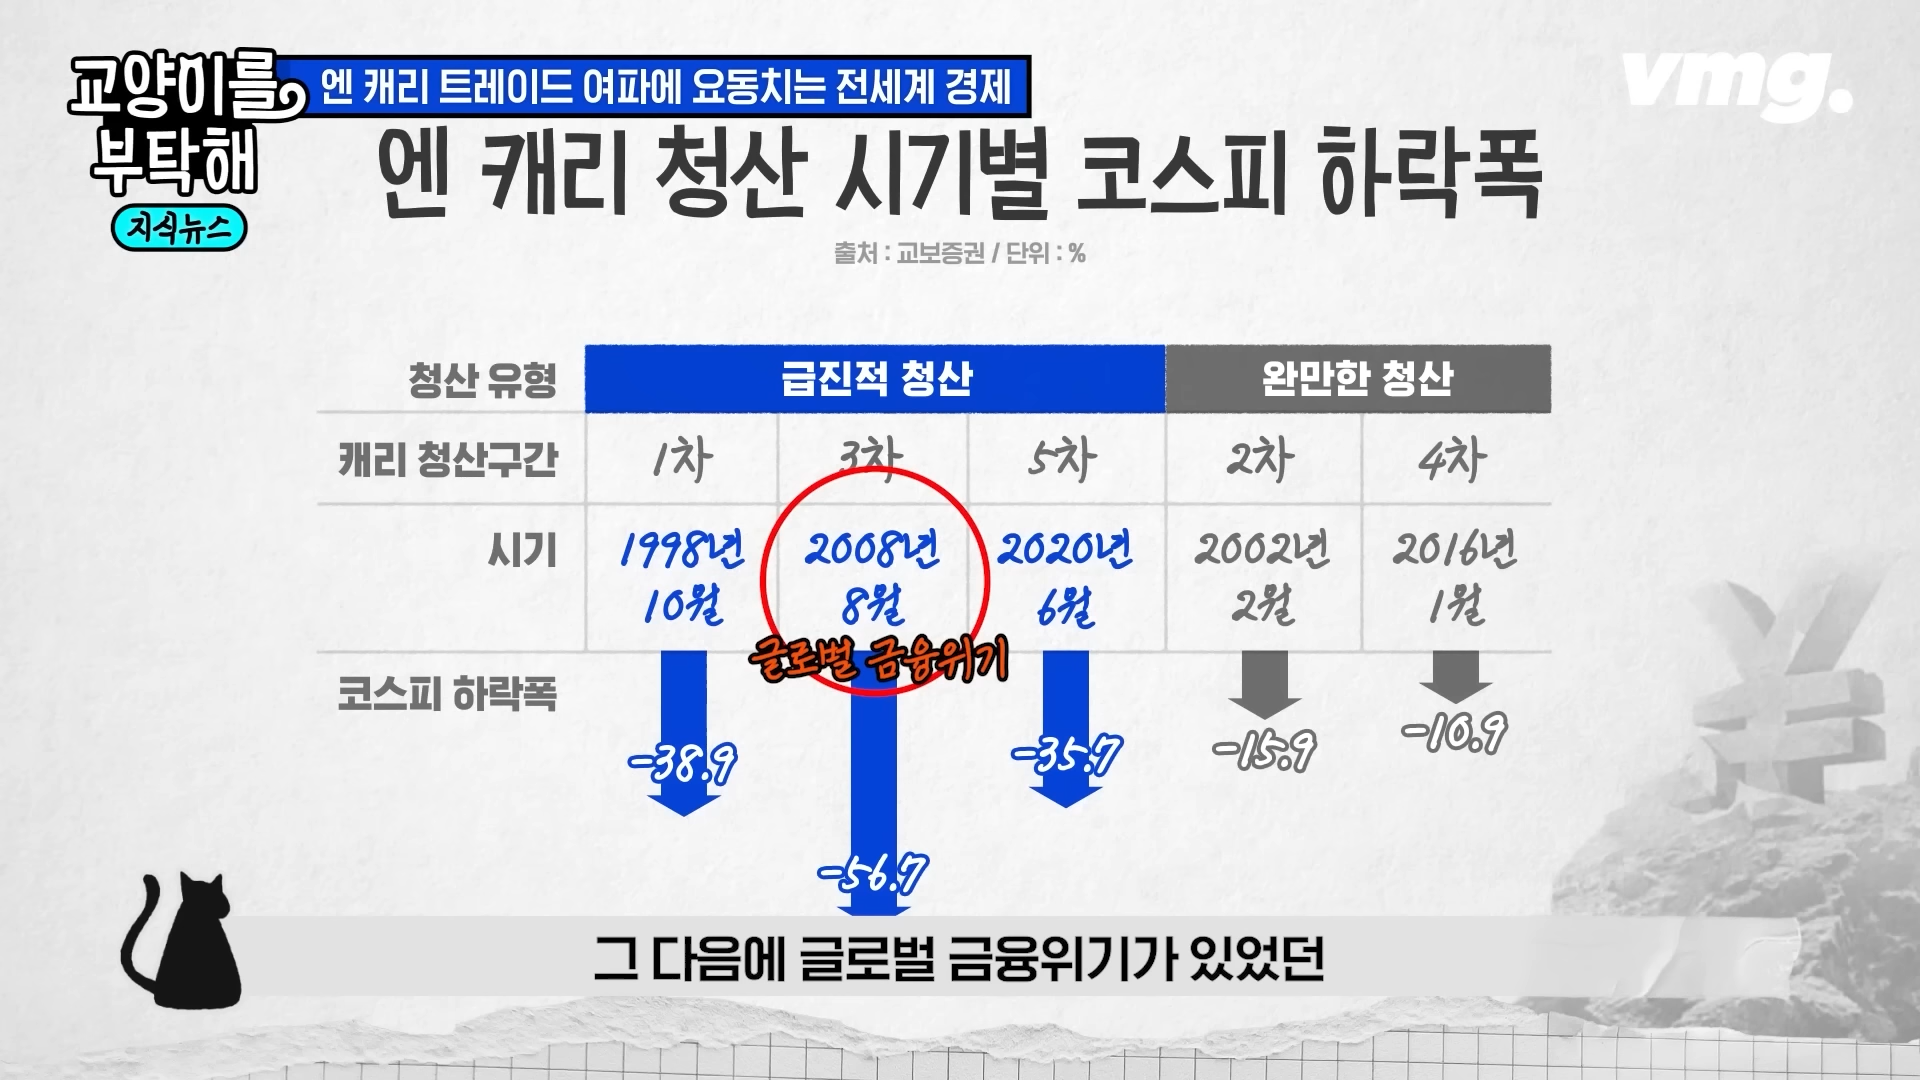 교양이를
부탁해
지식뉴스
엔 캐리 트레이드 여파에 요동치는 전세계 경제
vmg.
엔 캐리 청산 시기별 코스피 하락폭
출처 : 교보증권 / 단위 : %
청산 유형 급진적 청산 완만한 청산
캐리 청산구간 1차 3차 5차 2차 4차
시기 1998년 2008년 2020년 2002년 2016년
10월 8월 6월 2월 1월
글로벌 금융위기
코스피 하락폭
-38.9 -56.7 -35.7 -15.9 -10.9
그 다음에 글로벌 금융위기가 있었던